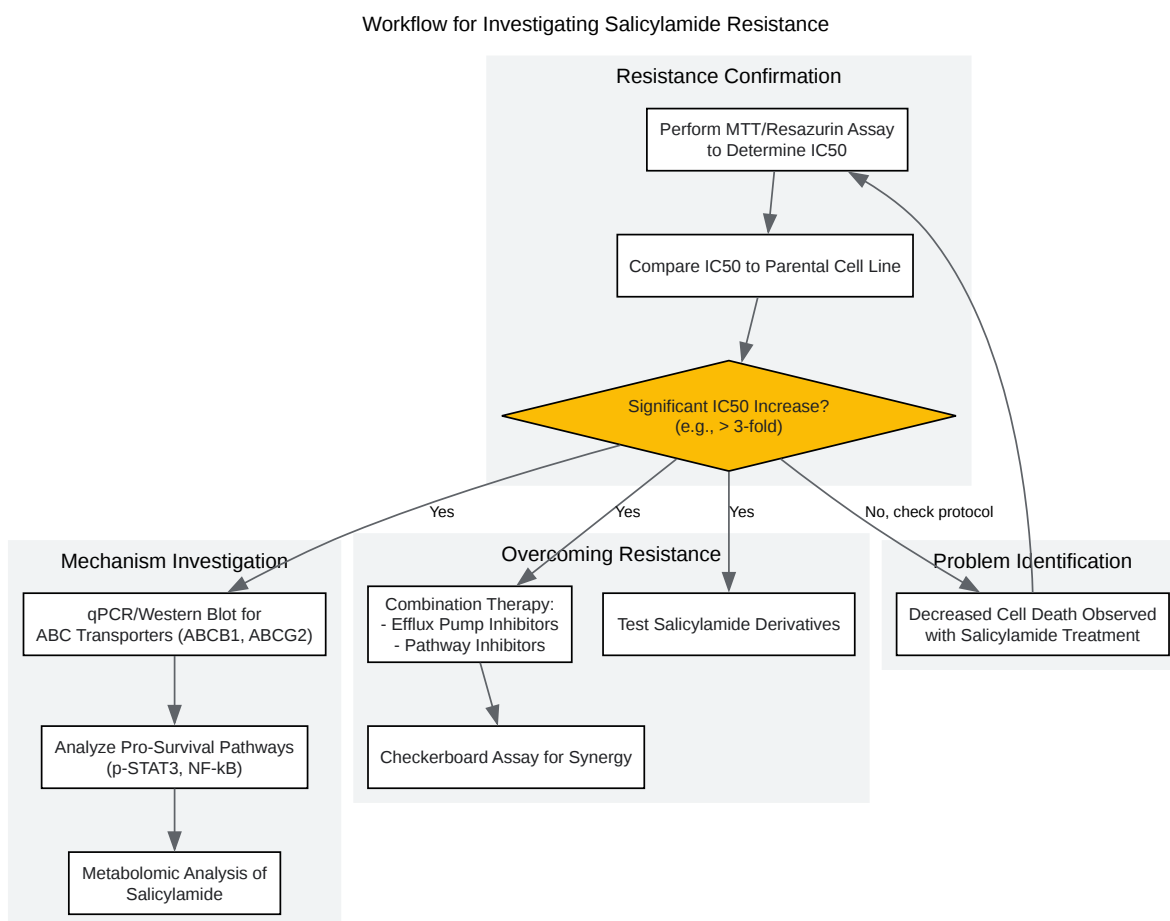 Workflow for Investigating Salicylamide Resistance
Resistance Confirmation
Perform MTT/Resazurin Assay
to Determine IC50
Compare IC50 to Parental Cell Line
Significant IC50 Increase?
(e.g., > 3-fold)
Yes
Yes
Yes
No, check protocol
Mechanism Investigation
qPCR/Western Blot for
ABC Transporters (ABCB1, ABCG2)
Analyze Pro-Survival Pathways
(p-STAT3, NF-kB)
Metabolomic Analysis of
Salicylamide
Overcoming Resistance
Combination Therapy:
- Efflux Pump Inhibitors
- Pathway Inhibitors
Test Salicylamide Derivatives
Checkerboard Assay for Synergy
Problem Identification
Decreased Cell Death Observed
with Salicylamide Treatment